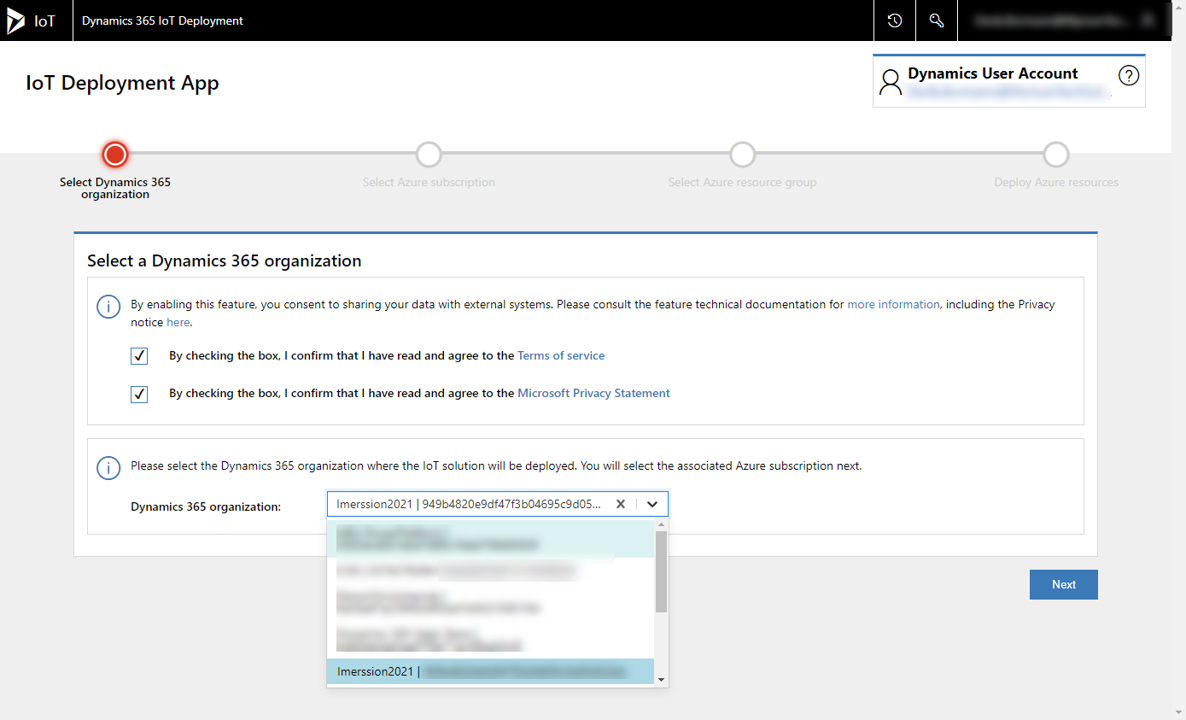 IoT
Dynamics 365 IoT Deployment
IoT Deployment App
Dynamics User Account
?
Select Dynamics 365
organization
Select Azure subscription
Select Azure resource group
Deploy Azure resources
Select a Dynamics 365 organization
By enabling this feature, you consent to sharing your data with external systems. Please consult the feature technical documentation for more information, including the Privacy
notice here.
By checking the box, I confirm that I have read and agree to the Terms of service
By checking the box, I confirm that I have read and agree to the Microsoft Privacy Statement
Please select the Dynamics 365 organization where the IoT solution will be deployed. You will select the associated Azure subscription next.
Dynamics 365 organization:
Imerssion2021 | 949b4820e9df47f3b04695c9d05...
Imerssion2021 |
Next